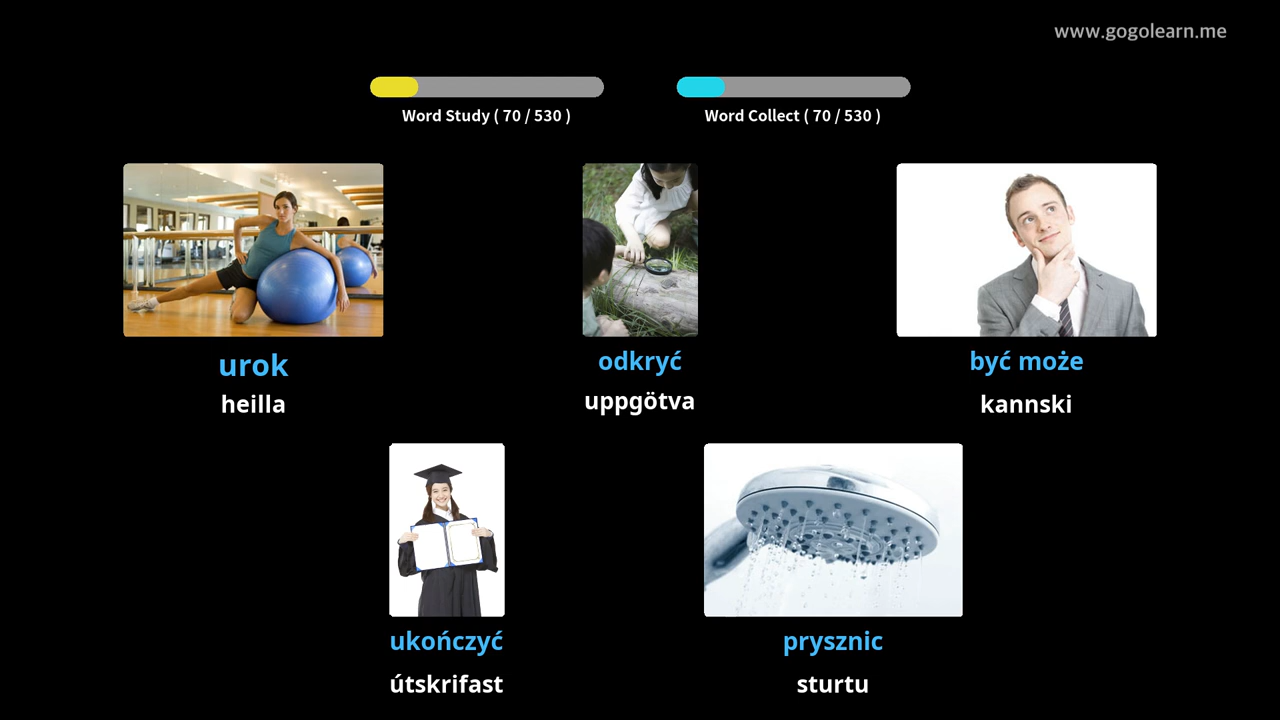 www.gogolearn.me
Word Study ( 70 / 530 )
Word Collect ( 70 / 530 )
urok
heilla
odkryć
uppgötva
być może
kannski
ukończyć
útskrifast
prysznic
sturtu